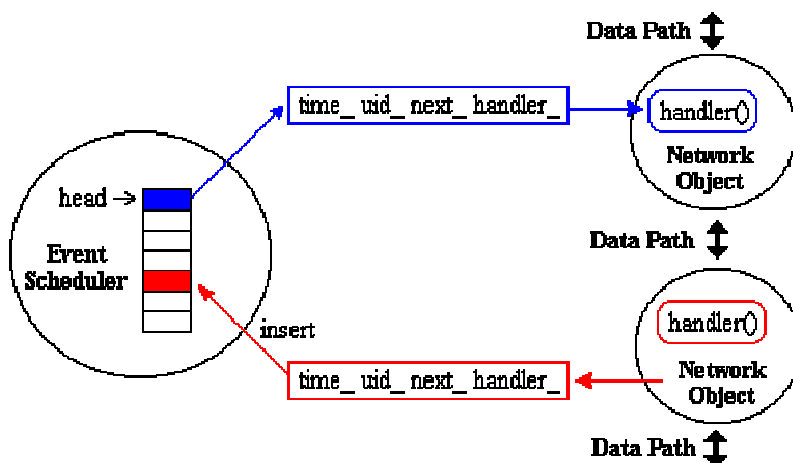 Data Path
time_ uid_ next_ handler_
handler()
Network
Object
head
Event
Scheduler
Data Path
insert
handler()
time_ uid_ next_ handler_
Network
Object
Data Path